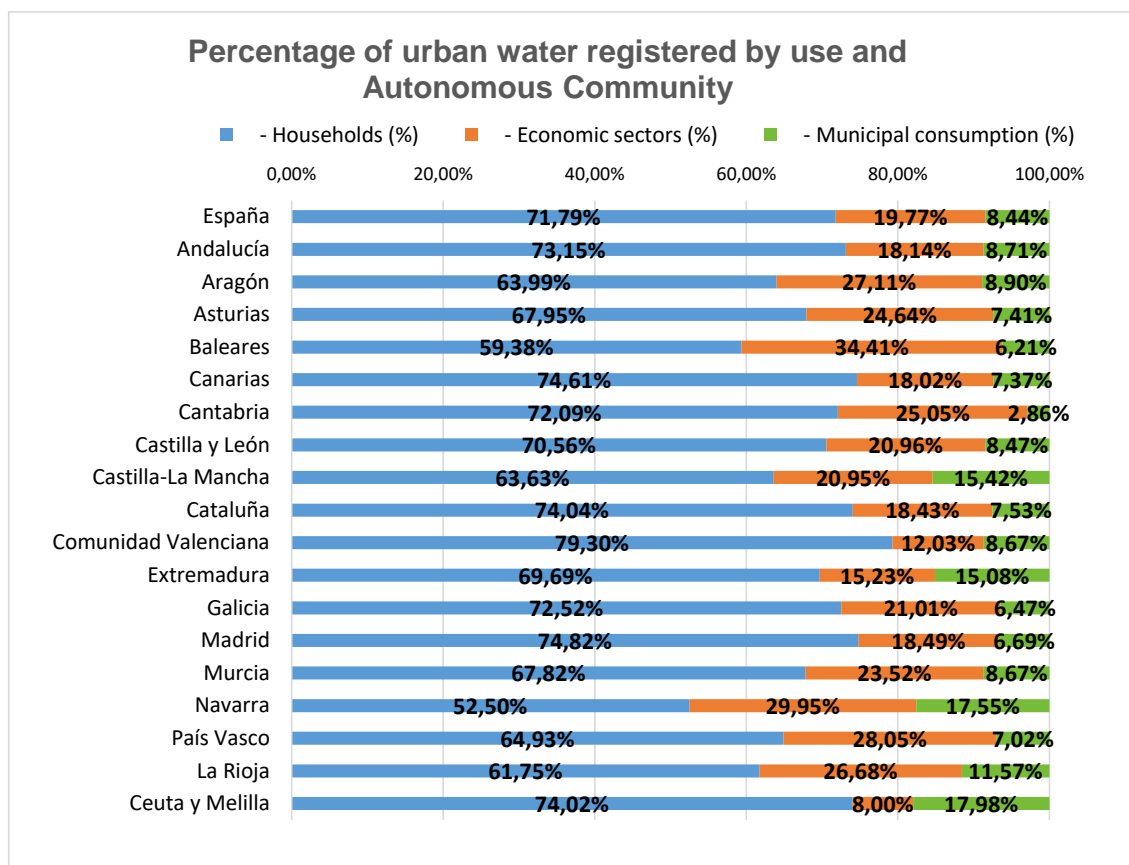 Percentage of urban water registered by use and
Autonomous Community
- Households (%) - Economic sectors (%) - Municipal consumption (%)
0,00% 20,00% 40,00% 60,00% 80,00% 100,00%
España 71,79% 19,77% 8,44%
Andalucía 73,15% 18,14% 8,71%
Aragón 63,99% 27,11% 8,90%
Asturias 67,95% 24,64% 7,41%
Baleares 59,38% 34,41% 6,21%
Canarias 74,61% 18,02% 7,37%
Cantabria 72,09% 25,05% 2,86%
Castilla y León 70,56% 20,96% 8,47%
Castilla-La Mancha 63,63% 20,95% 15,42%
Cataluña 74,04% 18,43% 7,53%
Comunidad Valenciana 79,30% 12,03% 8,67%
Extremadura 69,69% 15,23% 15,08%
Galicia 72,52% 21,01% 6,47%
Madrid 74,82% 18,49% 6,69%
Murcia 67,82% 23,52% 8,67%
Navarra 52,50% 29,95% 17,55%
País Vasco 64,93% 28,05% 7,02%
La Rioja 61,75% 26,68% 11,57%
Ceuta y Melilla 74,02% 8,00% 17,98%